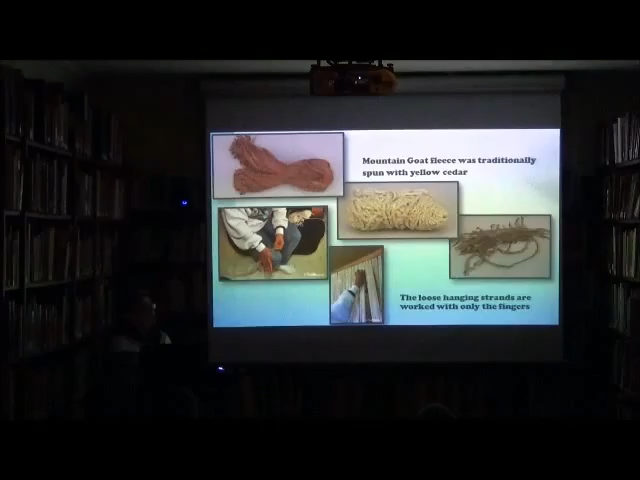 Mountain Goat fleece was traditionally
spun with yellow cedar
The loose hanging strands are
worked with only the fingers